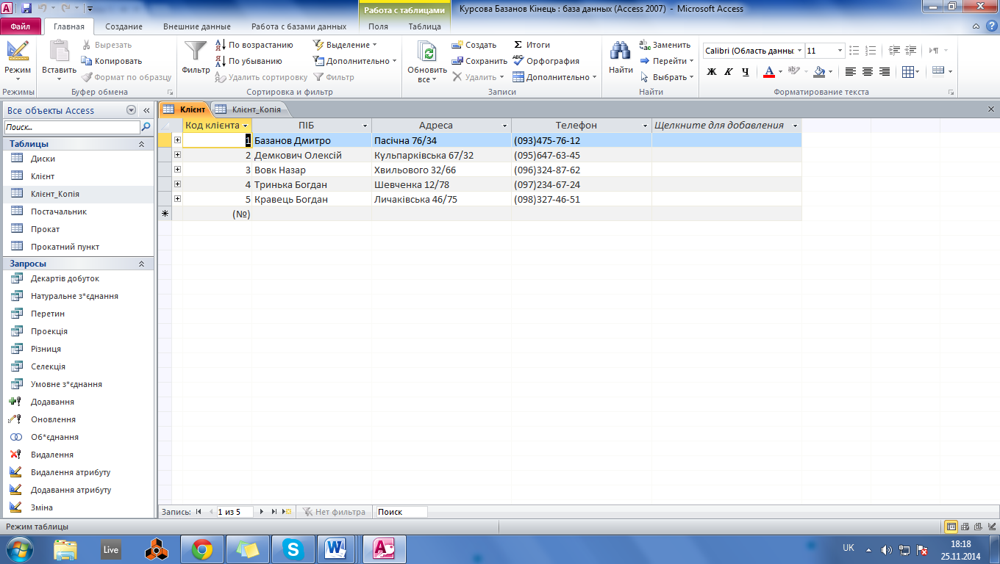 Работа с таблицами
Курсова Базанов Кінець : база данных (Access 2007) - Microsoft Access
Файл Главная Создание Внешние данные Работа с базами данных Поля Таблица
Режим
Режимы
Вставить
Вырезать
Копировать
Формат по образцу
Буфер обмена
Фильтр
По возрастанию
По убыванию
Удалить сортировку
Выделение
Дополнительно
Фильтр
Сортировка и фильтр
Обновить все
Создать
Сохранить
Удалить
Итоги
Орфография
Дополнительно
Записи
Найти
Заменить
Перейти
Выбрать
Найти
Calibri (Область данны 11
Ж К Ч
Форматирование текста
Все объекты Access
Поиск...
Таблицы
Диски
Клієнт
Клієнт_Копія
Постачальник
Прокат
Прокатний пункт
Запросы
Декартів добуток
Натуральне з*єднання
Перетин
Проекція
Різниця
Селекція
Умовне з*єднання
Додавання
Оновлення
Об*єднання
Видалення
Видалення атрибуту
Додавання атрибуту
Зміна
Клієнт Клієнт_Копія
Код клієнта ПІБ Адреса Телефон Щелкните для добавления
1 Базанов Дмитро Пасічна 76/34 (093)475-76-12
2 Демкович Олексій Кульпарківська 67/32 (095)647-63-45
3 Вовк Назар Хвильового 32/66 (096)324-87-62
4 Тринька Богдан Шевченка 12/78 (097)234-67-24
5 Кравець Богдан Личаківська 46/75 (098)327-46-51
(№)
Запись: 1 из 5 Нет фильтра Поиск
Режим таблицы
Live
UK
18:18
25.11.2014